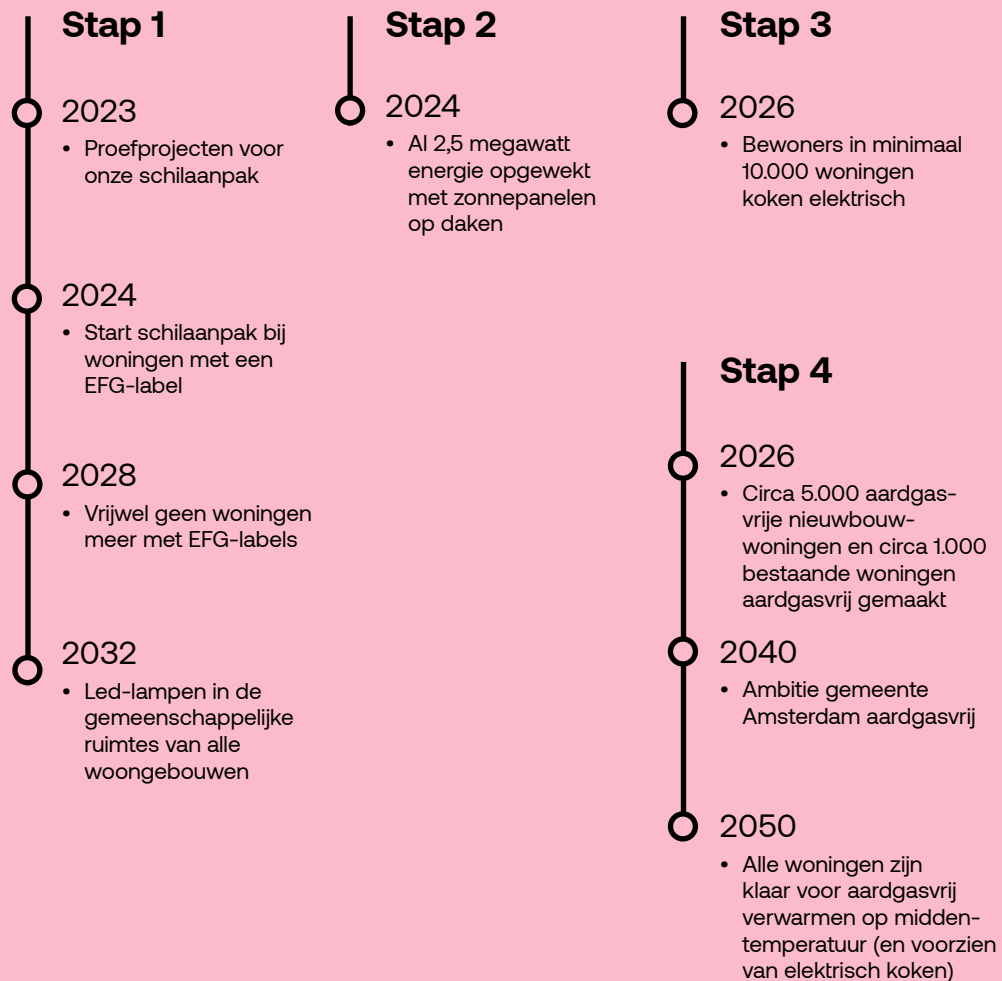 Stap 1
2023
• Proefprojecten voor
onze schilaanpak
2024
• Start schilaanpak bij
woningen met een
EFG-label
2028
• Vrijwel geen woningen
meer met EFG-labels
2032
• Led-lampen in de
gemeenschappelijke
ruimtes van alle
woongebouwen
Stap 2
2024
• Al 2,5 megawatt
energie opgewekt
met zonnepanelen
op daken
Stap 3
2026
• Bewoners in minimaal
10.000 woningen
koken elektrisch
Stap 4
2026
• Circa 5.000 aardgas-
vrije nieuwbouw-
woningen en circa 1.000
bestaande woningen
aardgasvrij gemaakt
2040
• Ambitie gemeente
Amsterdam aardgasvrij
2050
• Alle woningen zijn
klaar voor aardgasvrij
verwarmen op midden-
temperatuur (en voorzien
van elektrisch koken)